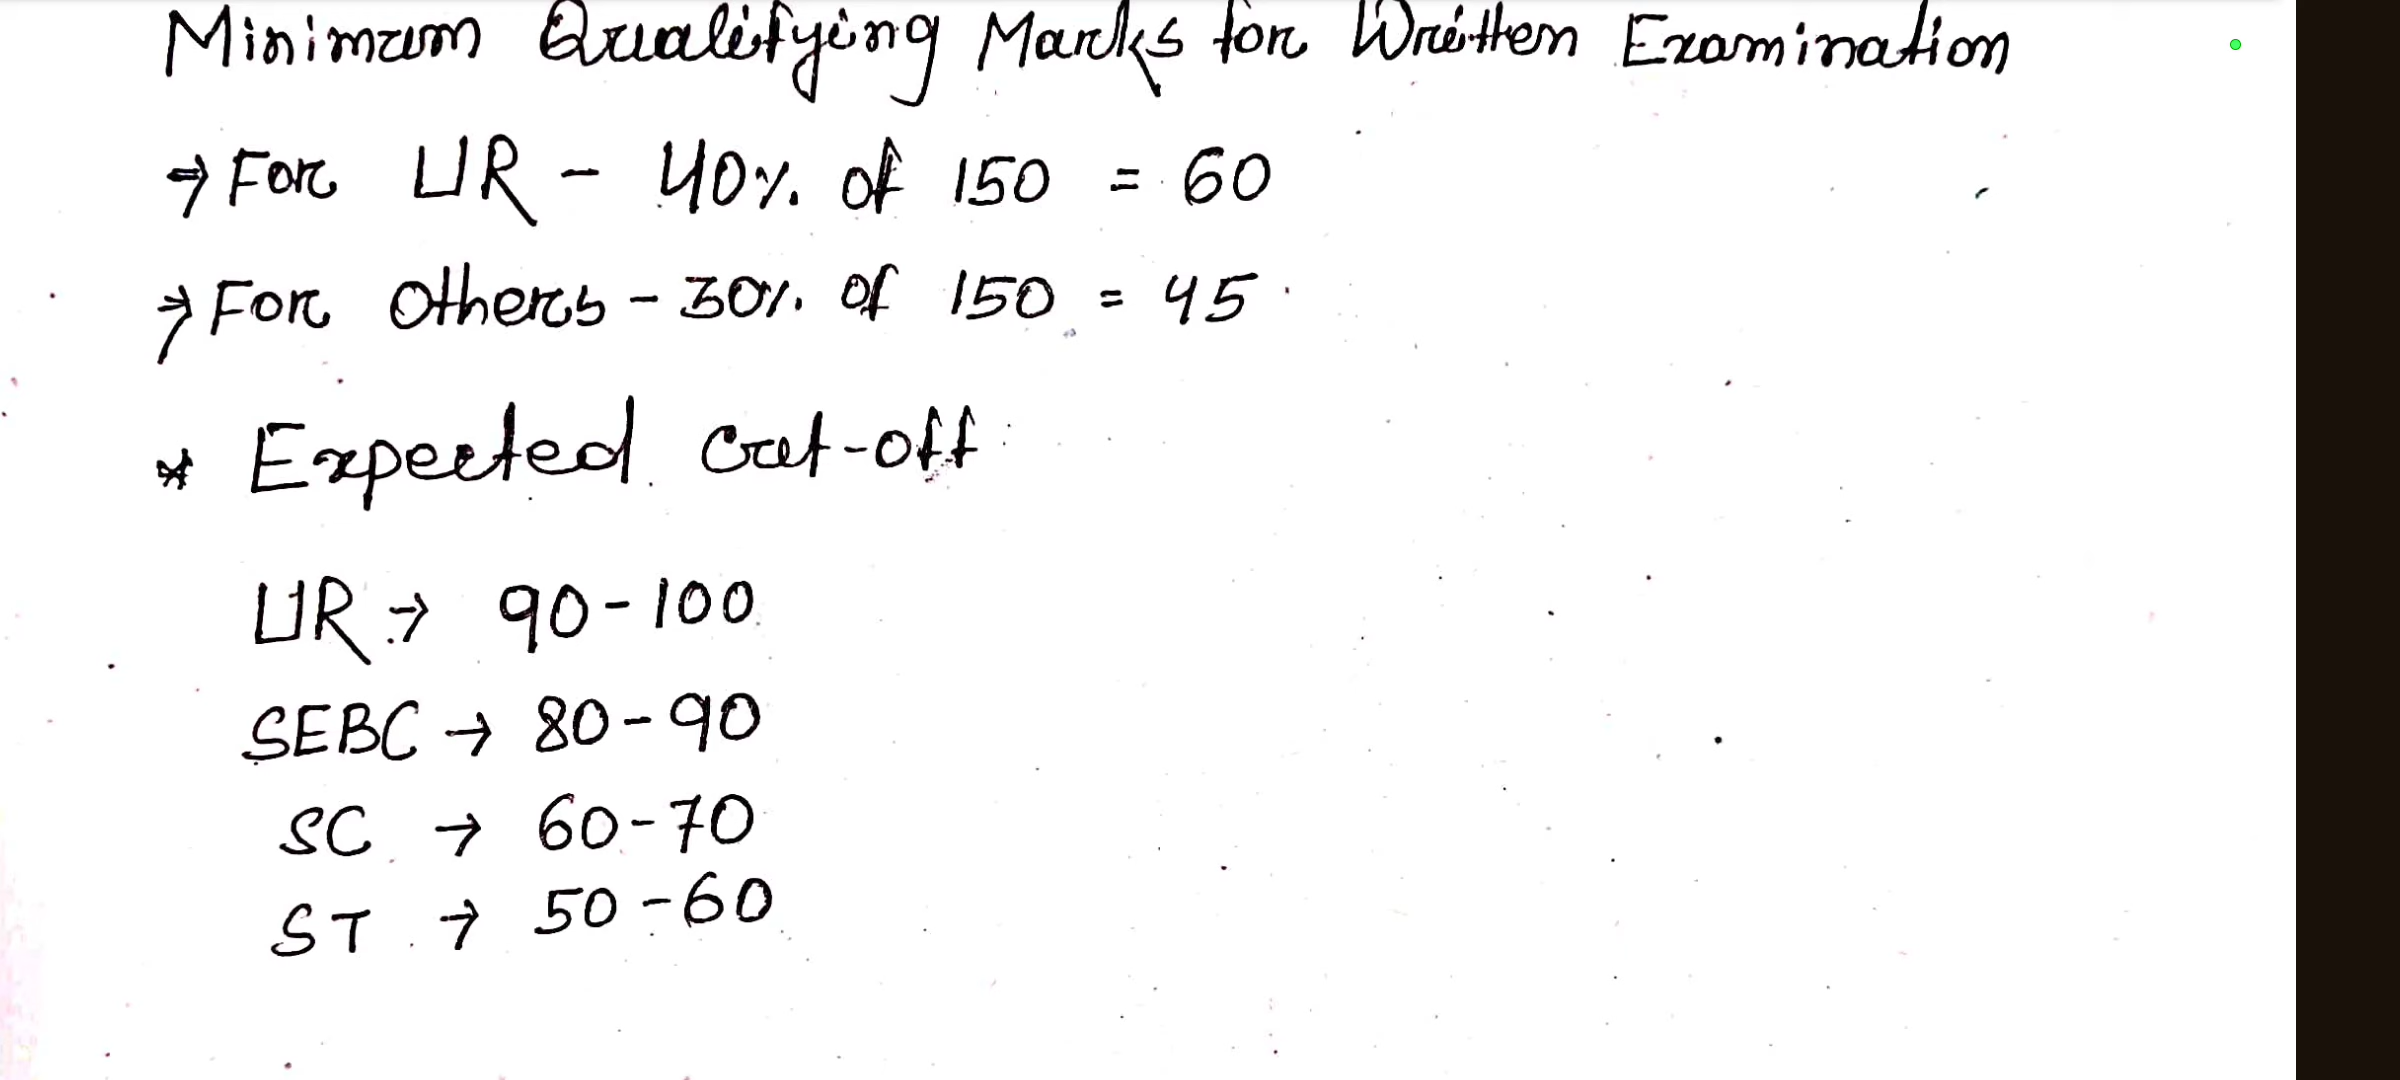 Minimum Qualifying Marks for Written Examination
→ For UR - 40% of 150 = 60
→ For Others - 30% of 150 = 45
* Expected Cut-off
UR → 90-100
SEBC → 80-90
SC → 60-70
ST → 50-60